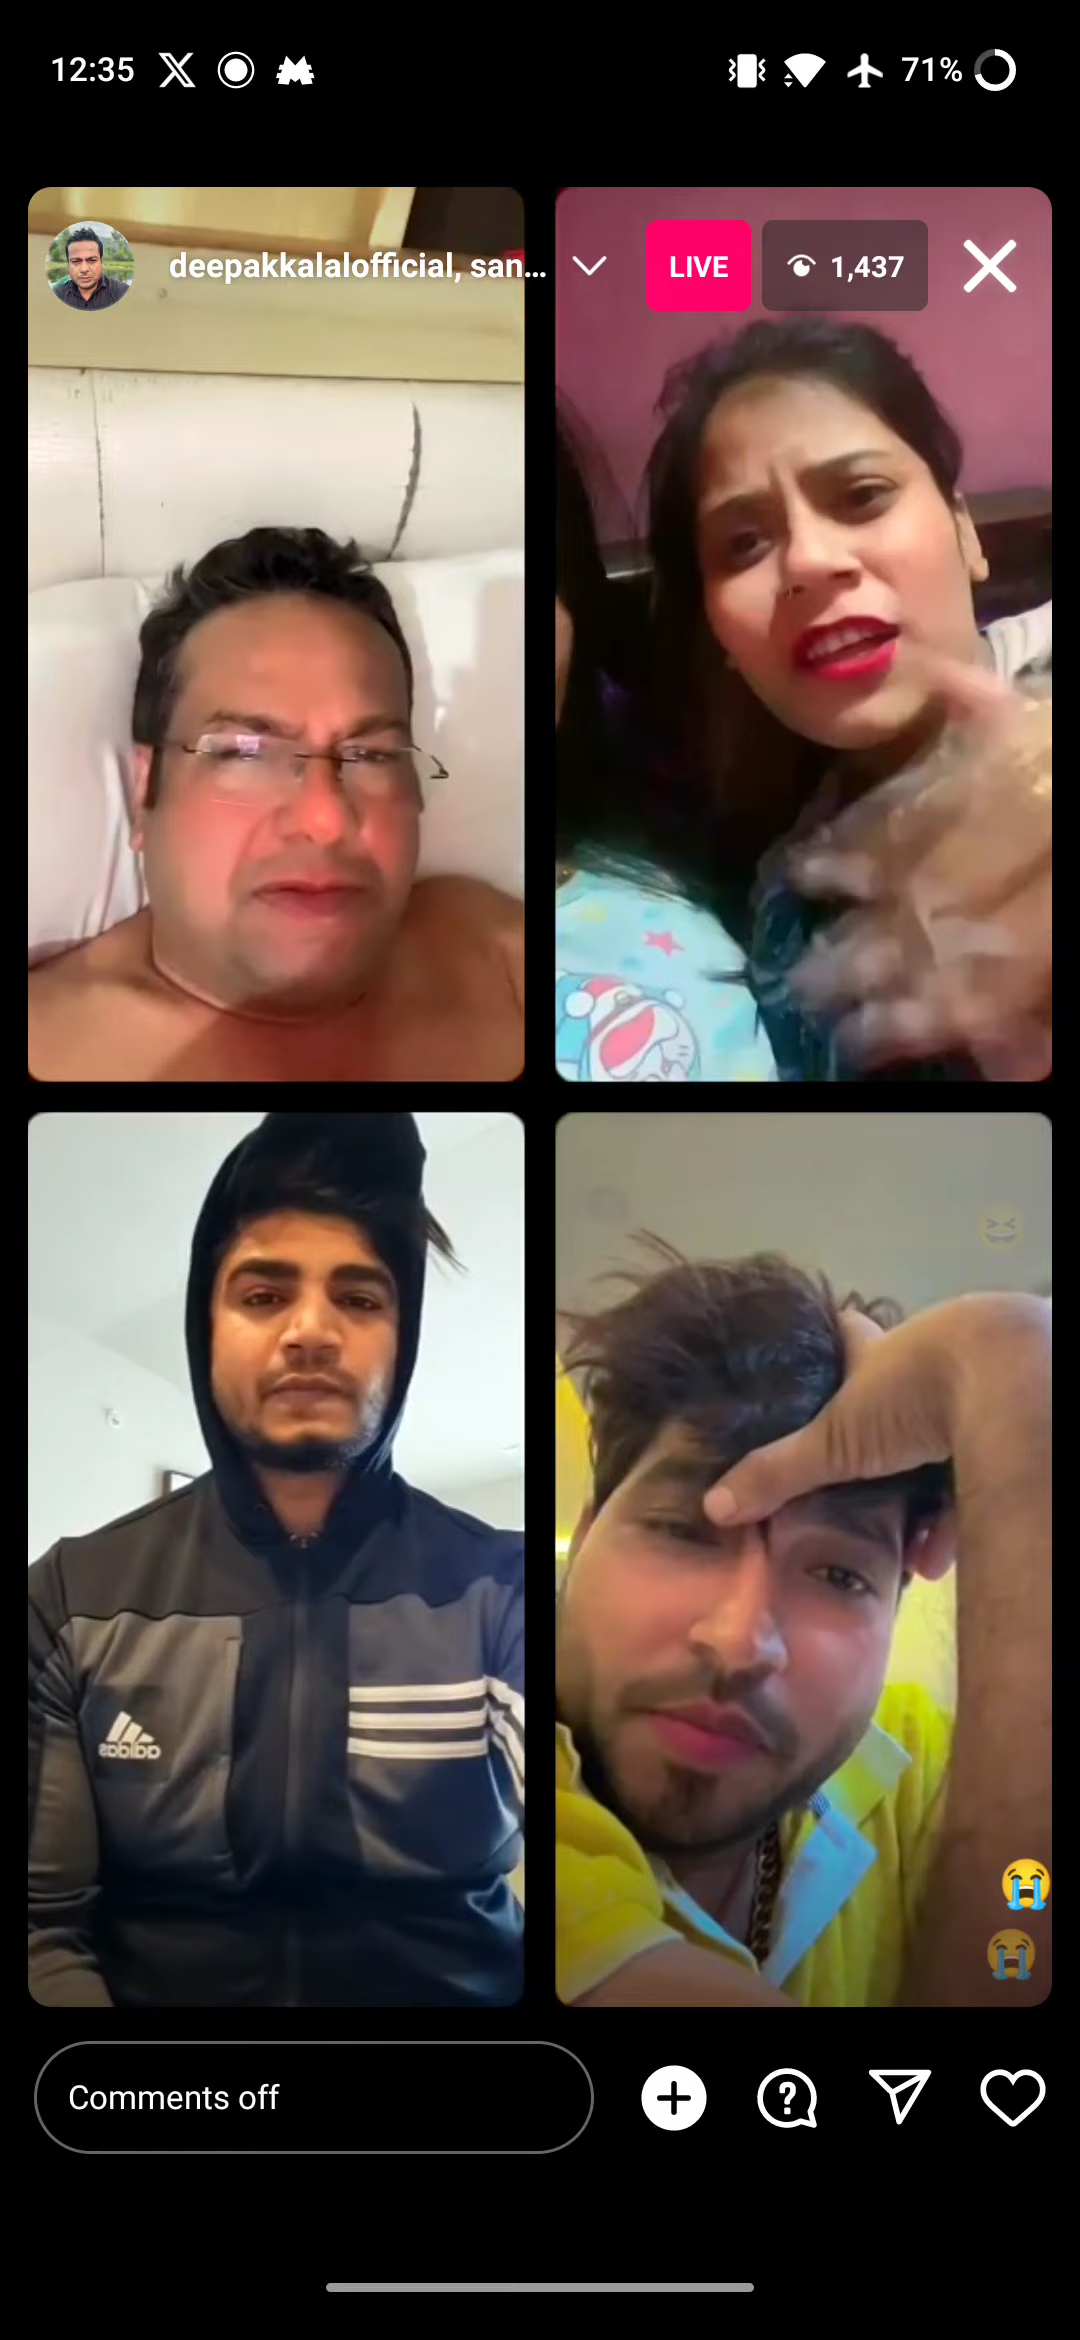 12:35
71%
deepakkalalofficial, san...
LIVE
1,437
adidas
Comments off